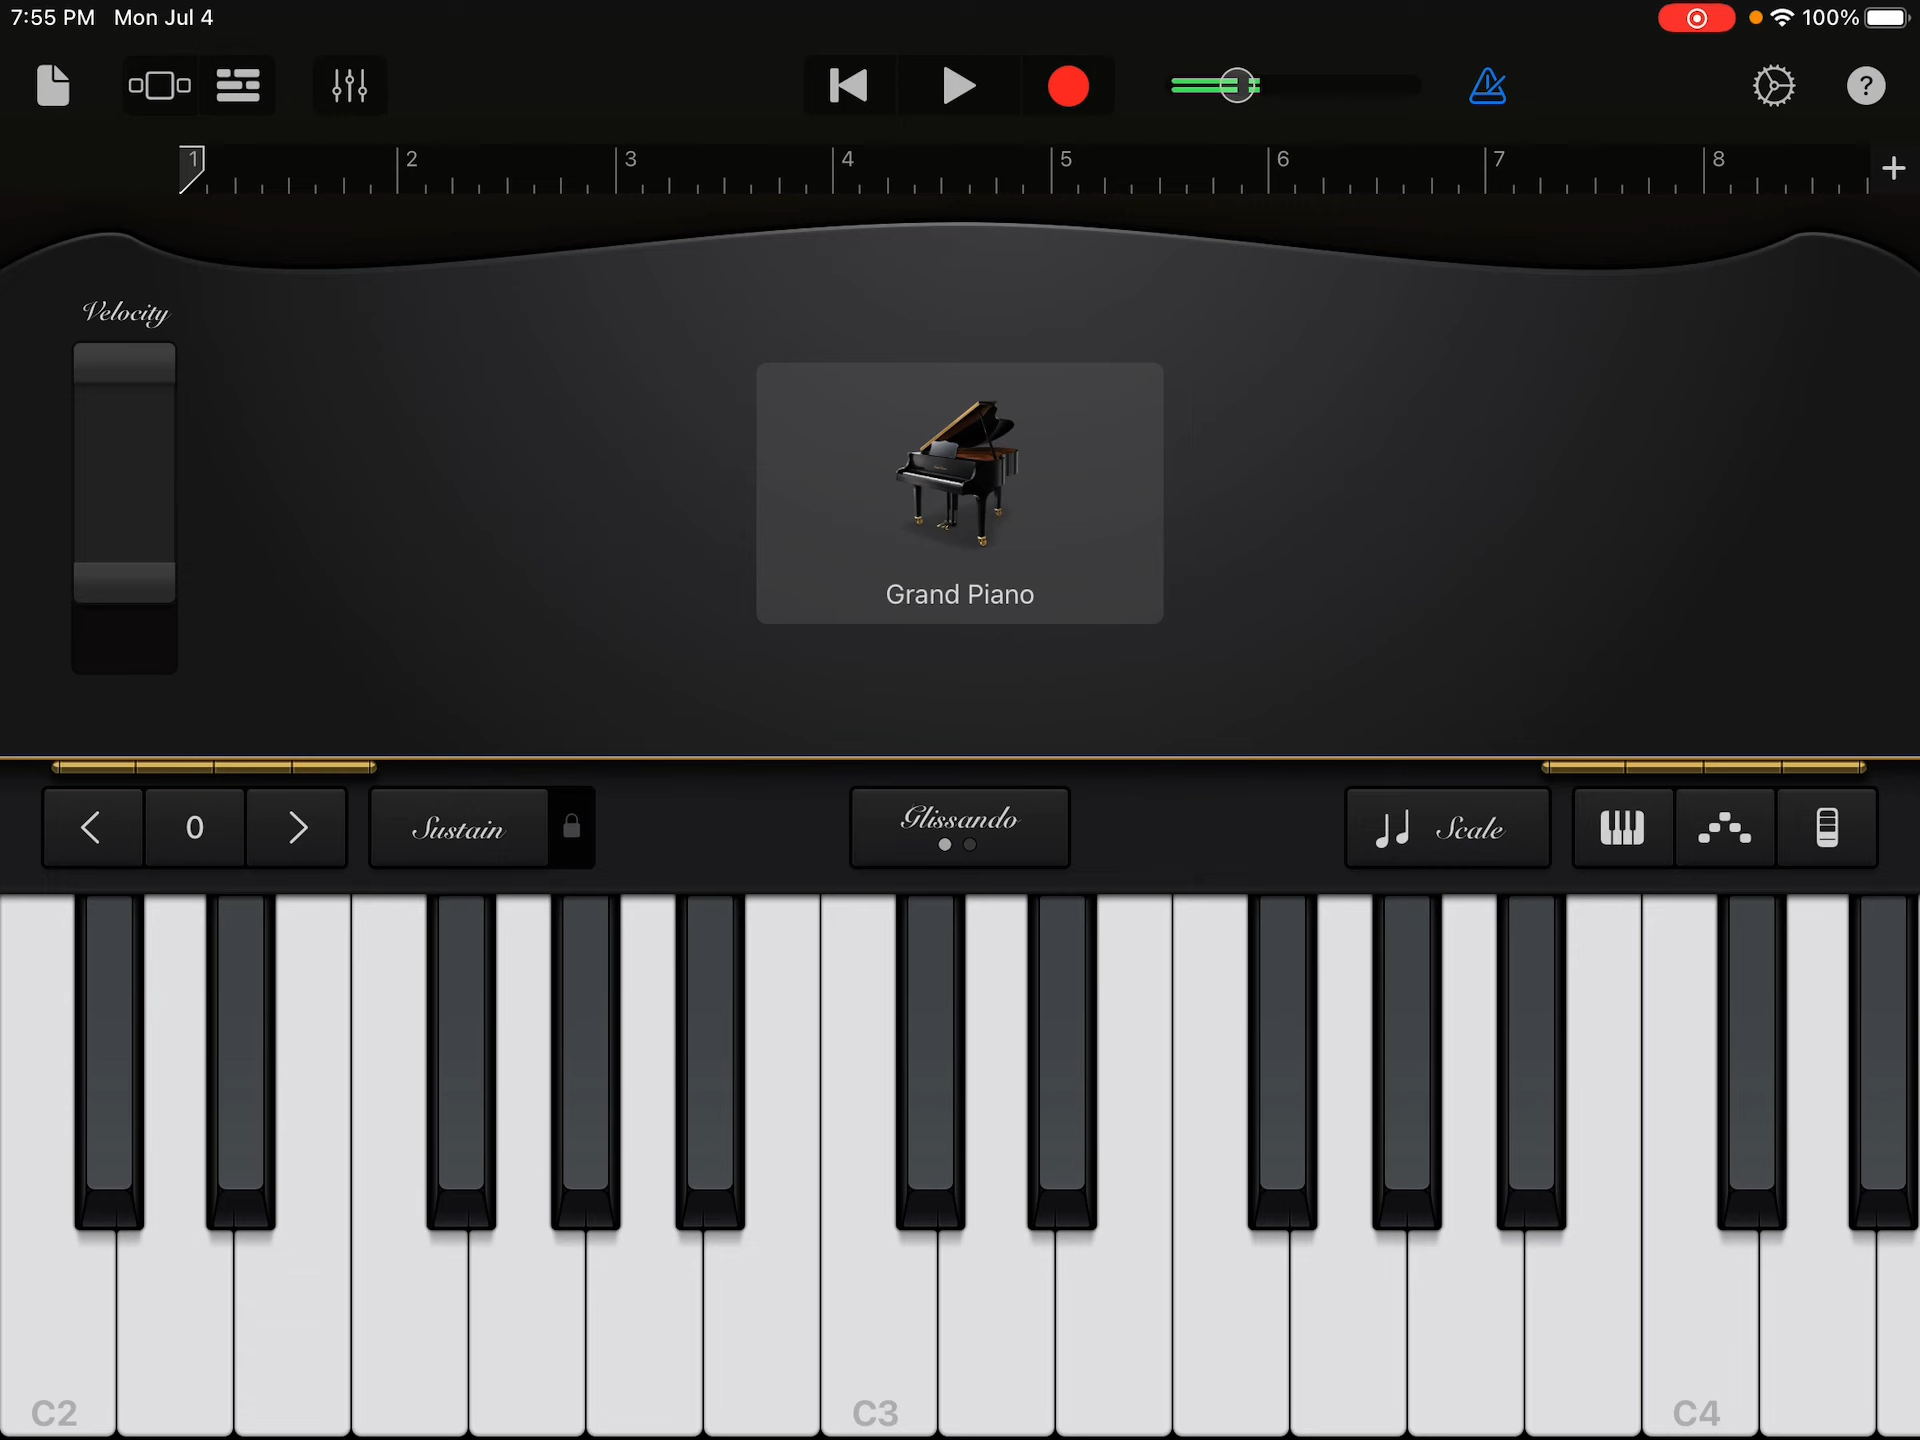 7:55 PM Mon Jul 4
100%
?
1 2 3 4 5 6 7 8 +
Velocity
Grand Piano
0 Sustain Glissando Scale
C2 C3 C4